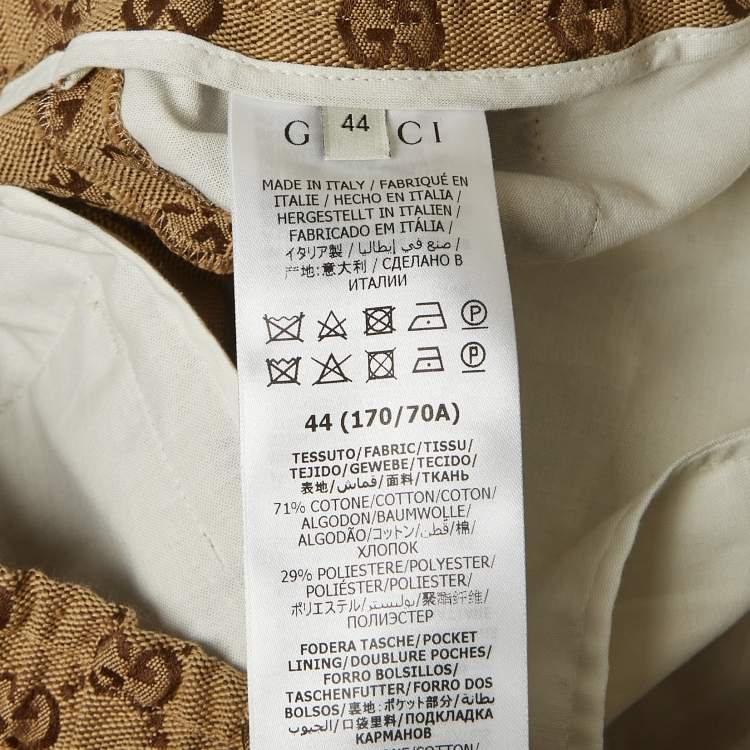 GUCCI
44
MADE IN ITALY / FABRIQUÉ EN
ITALIE / HECHO EN ITALIA /
HERGESTELLT IN ITALIEN /
FABRICADO EM ITÁLIA /
イタリア製 / صنع في إيطاليا /
产地:意大利 / СДЕЛАНО В
ИТАЛИИ
P
P
44 (170/70A)
TESSUTO/FABRIC/TISSU/
TEJIDO/GEWEBE/TECIDO/
表地/قماش/面料/ТКАНЬ
71% COTONE/COTTON/COTON/
ALGODON/BAUMWOLLE/
ALGODÃO/コットン/قطن/棉/
ХЛОПОК
29% POLIESTERE/POLYESTER/
POLIÉSTER/POLIESTER/
ポリエステル/بوليستر/聚酯纤维/
ПОЛИЭСТЕР
FODERA TASCHE/POCKET
LINING/DOUBLURE POCHES/
FORRO BOLSILLOS/
TASCHENFUTTER/FORRO DOS
BOLSOS/裏地:ポケット部分/بطانة
الجيوب/口袋里料/ПОДКЛАДКА
КАРМАНОВ